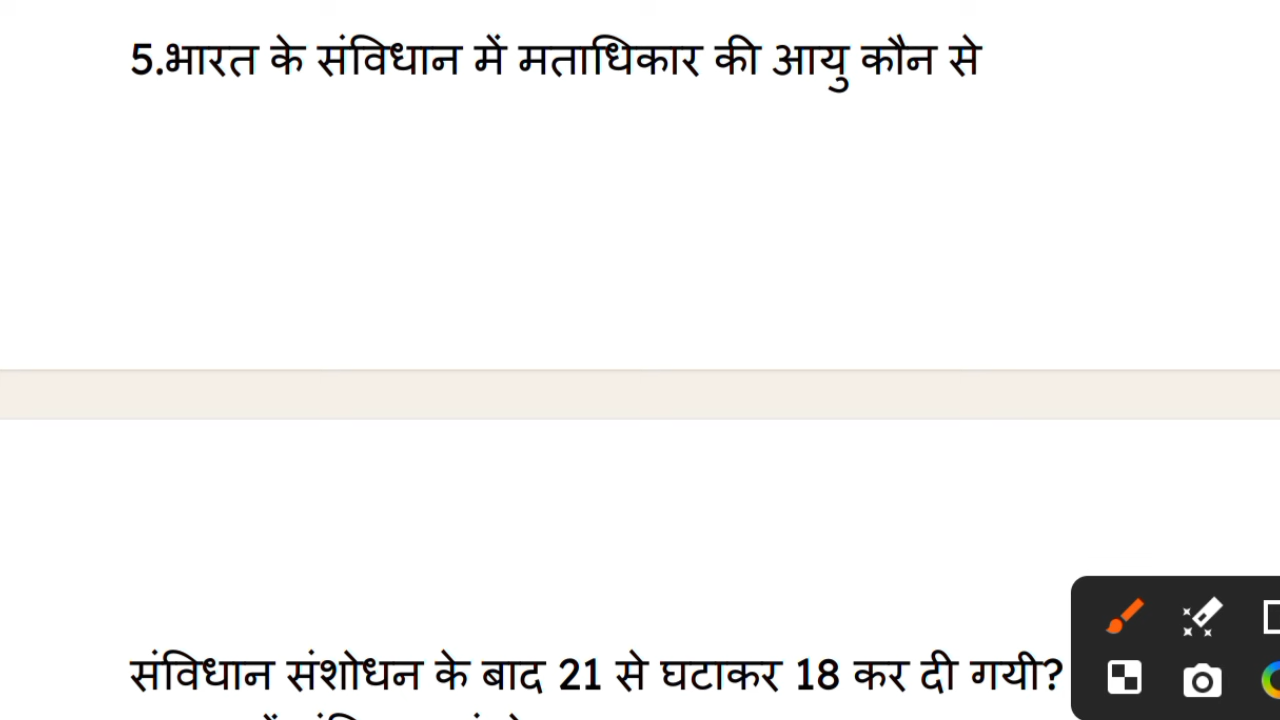 5.भारत के संविधान में मताधिकार की आयु कौन से
संविधान संशोधन के बाद 21 से घटाकर 18 कर दी गयी?